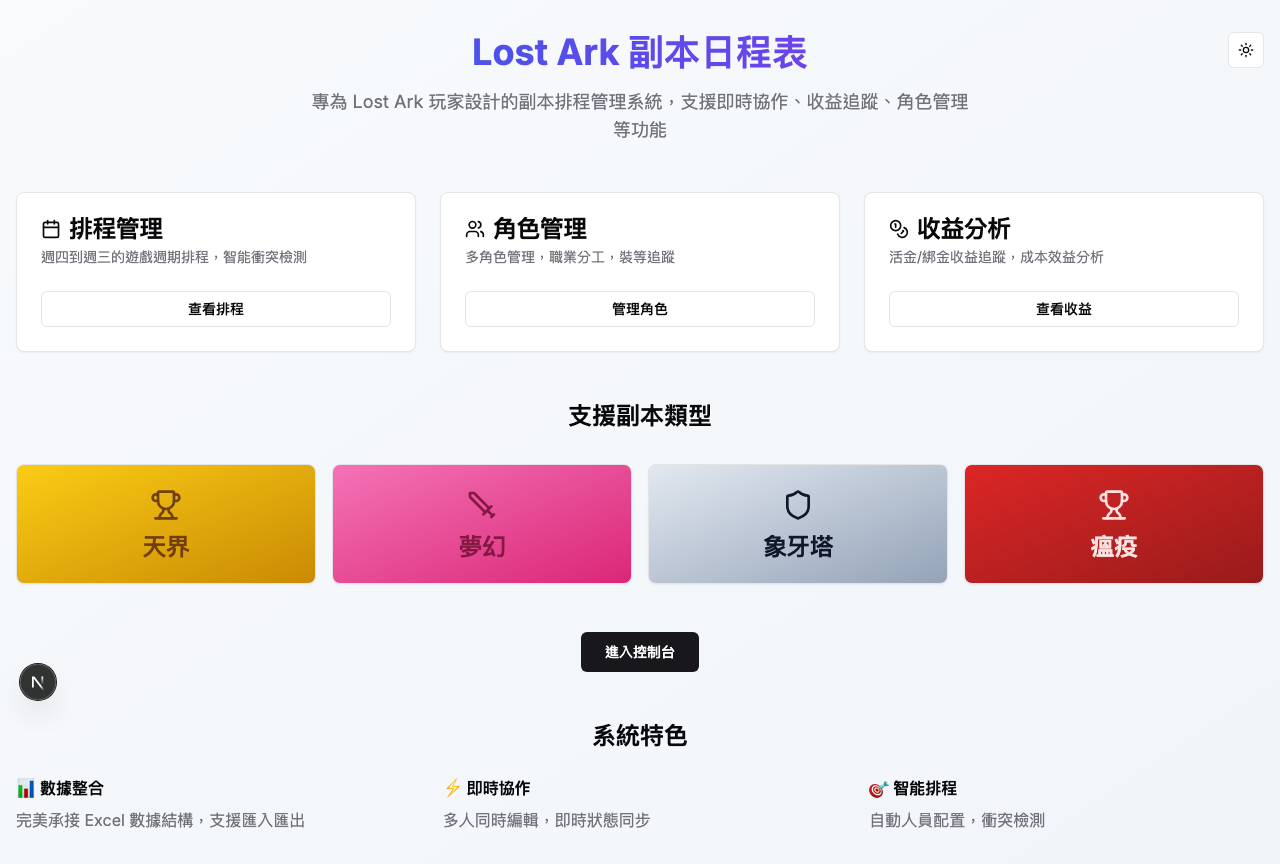 Lost Ark 副本日程表
專為 Lost Ark 玩家設計的副本排程管理系統，支援即時協作、收益追蹤、角色管理
等功能
排程管理
週四到週三的遊戲週期排程，智能衝突檢測
查看排程
角色管理
多角色管理，職業分工，裝等追蹤
管理角色
收益分析
活金/綁金收益追蹤，成本效益分析
查看收益
支援副本類型
天界
夢幻
象牙塔
瘟疫
進入控制台
N
系統特色
📊 數據整合
完美承接 Excel 數據結構，支援匯入匯出
⚡ 即時協作
多人同時編輯，即時狀態同步
🎯 智能排程
自動人員配置，衝突檢測